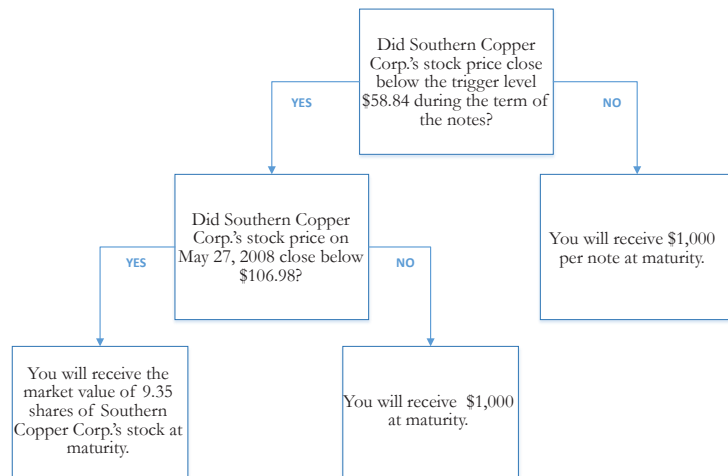 Did Southern Copper
Corp.'s stock price close
below the trigger level
$58.84 during the term of
the notes?
YES
NO
Did Southern Copper
Corp.'s stock price on
May 27, 2008 close below
$106.98?
You will receive $1,000
per note at maturity.
YES
NO
You will receive the
market value of 9.35
shares of Southern
Copper Corp.'s stock at
maturity.
You will receive $1,000
at maturity.